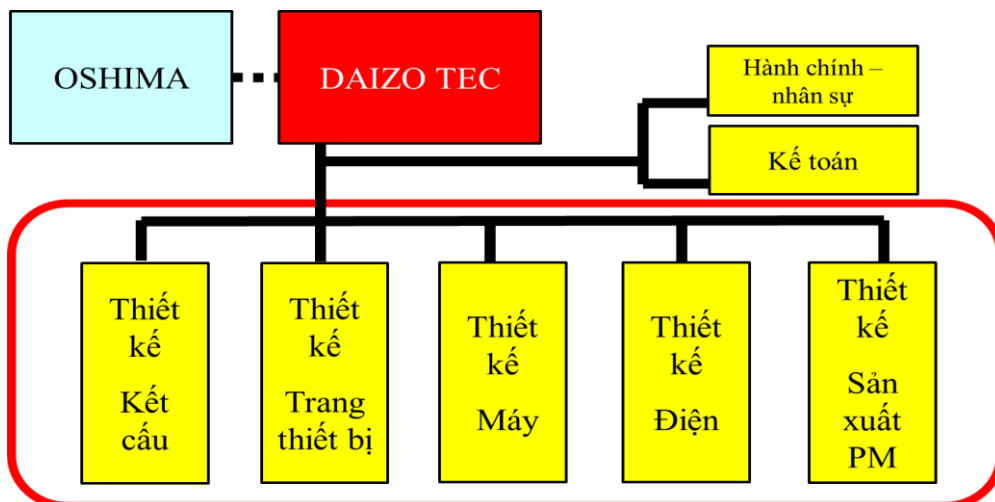 OSHIMA
DAIZO TEC
Hành chính –
nhân sự
Kế toán
Thiết
kế
Kết
cấu
Thiết
kế
Trang
thiết bị
Thiết
kế
Máy
Thiết
kế
Điện
Thiết
kế
Sản
xuất
PM